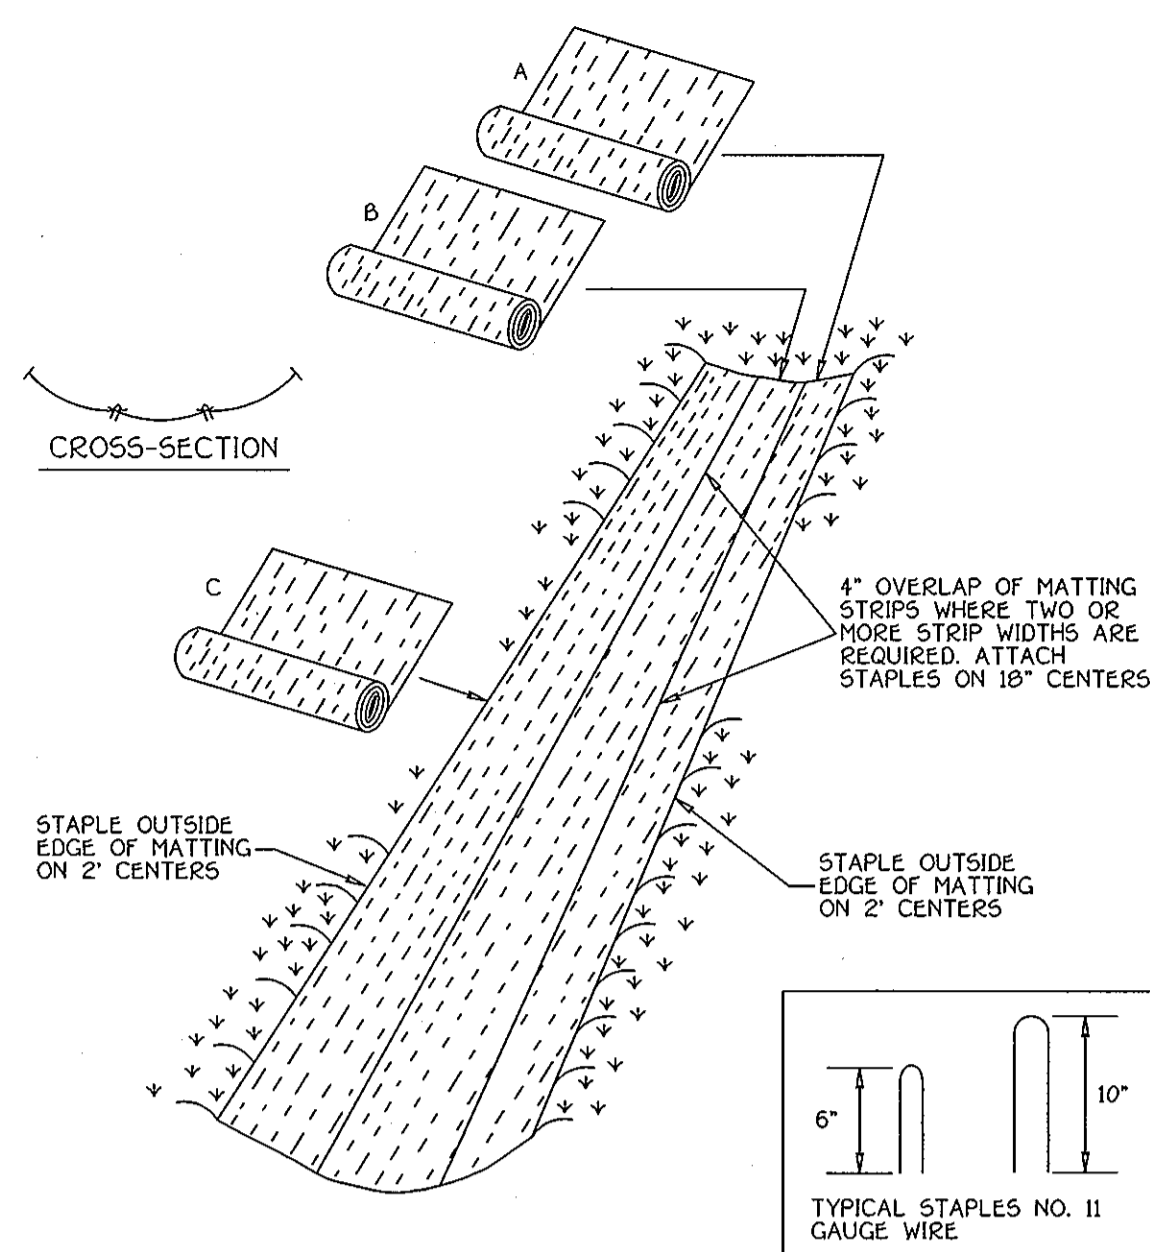 A
B
CROSS-SECTION
C
4" OVERLAP OF MATTING
STRIPS WHERE TWO OR
MORE STRIP WIDTHS ARE
REQUIRED. ATTACH
STAPLES ON 18" CENTERS
STAPLE OUTSIDE
EDGE OF MATTING
ON 2' CENTERS
STAPLE OUTSIDE
EDGE OF MATTING
ON 2' CENTERS
6"
10"
TYPICAL STAPLES NO. 11
GAUGE WIRE